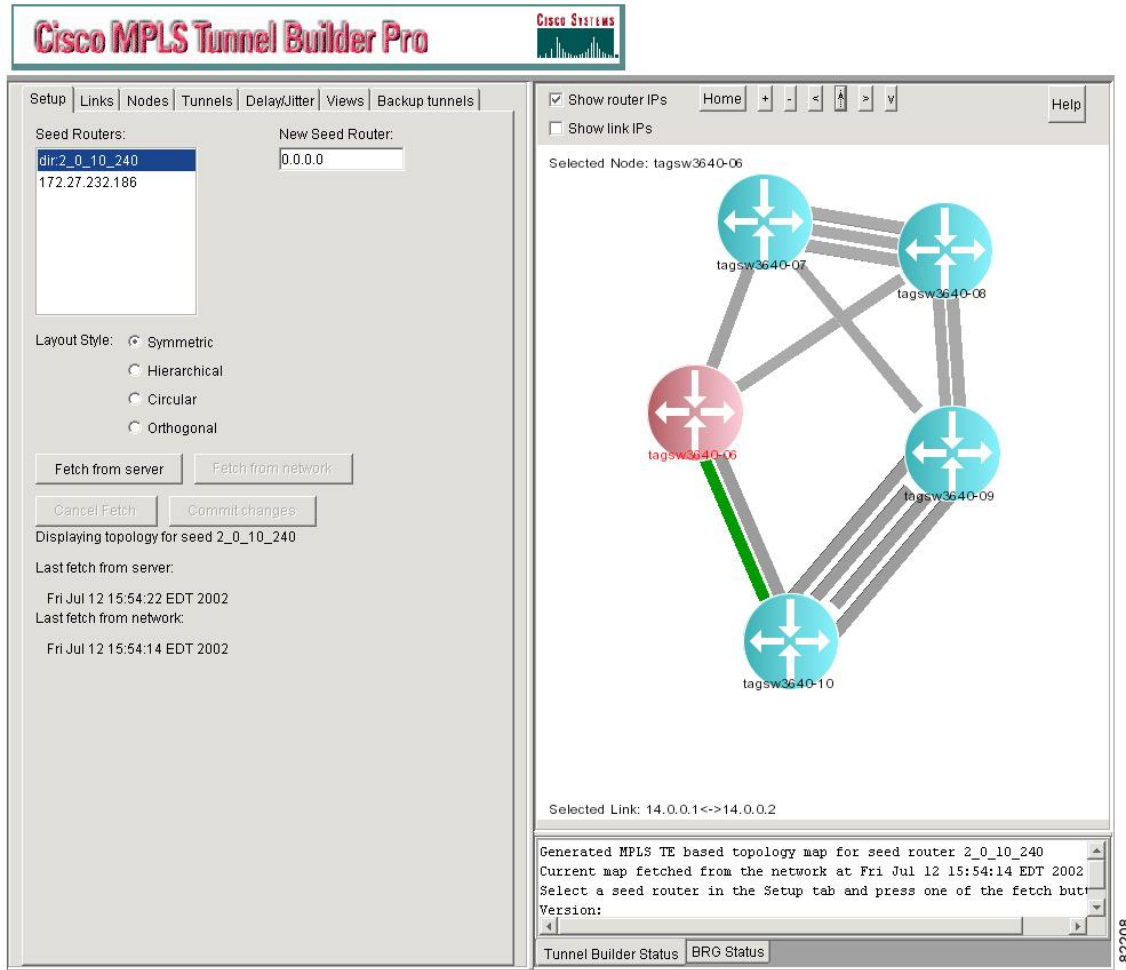 Cisco MPLS Tunnel Builder Pro
CISCO SYSTEMS
Setup Links Nodes Tunnels Delay/Jitter Views Backup tunnels
Seed Routers:
New Seed Router:
dir:2_0_10_240
172.27.232.186
0.0.0.0
Layout Style:
Symmetric
Hierarchical
Circular
Orthogonal
Fetch from server
Fetch from network
Cancel Fetch
Commit changes
Displaying topology for seed 2_0_10_240
Last fetch from server:
Fri Jul 12 15:54:22 EDT 2002
Last fetch from network:
Fri Jul 12 15:54:14 EDT 2002
Show router IPs
Home + - < ^ > v
Help
Show link IPs
Selected Node: tagsw3640-06
tagsw3640-07
tagsw3640-08
tagsw3640-06
tagsw3640-09
tagsw3640-10
Selected Link: 14.0.0.1<->14.0.0.2
Generated MPLS TE based topology map for seed router 2_0_10_240
Current map fetched from the network at Fri Jul 12 15:54:14 EDT 2002
Select a seed router in the Setup tab and press one of the fetch butt
Version:
Tunnel Builder Status
BRG Status
82208